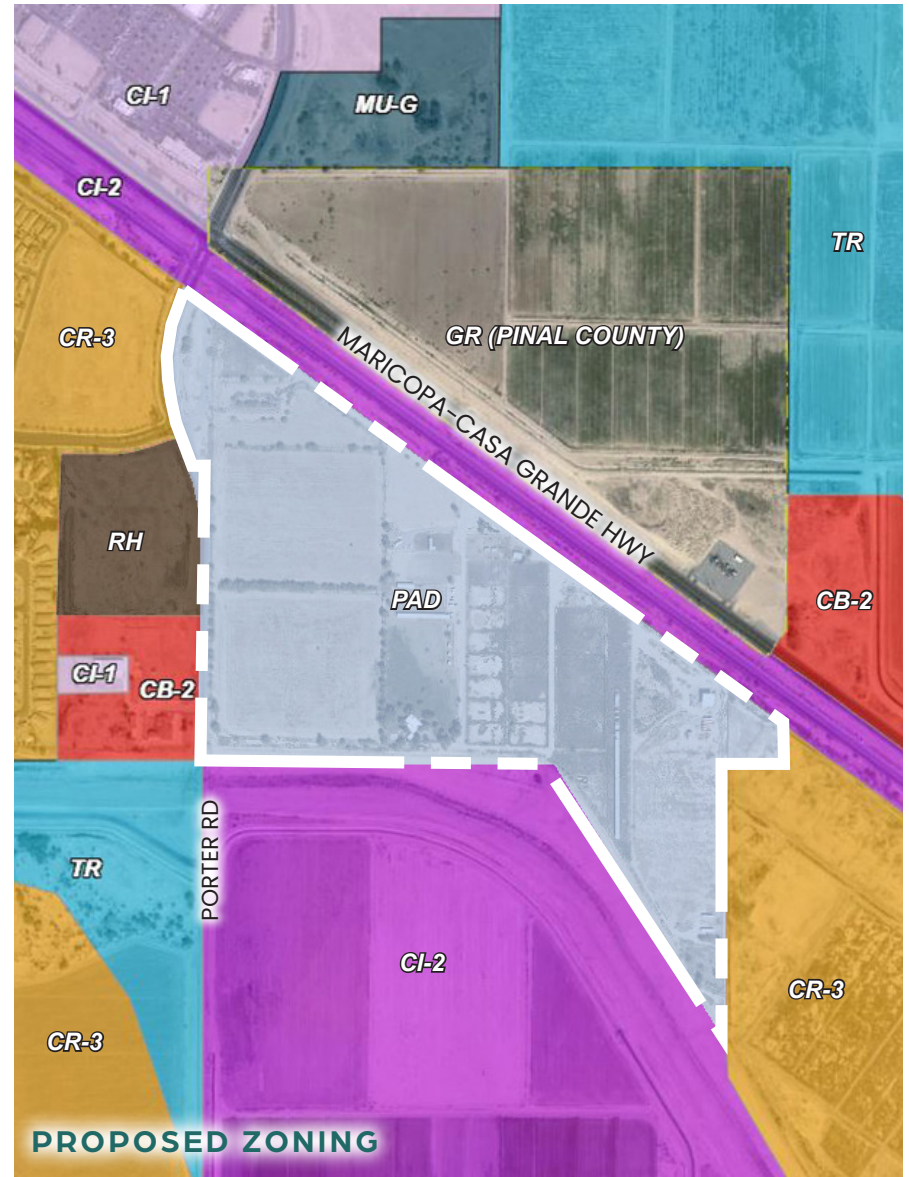 CI-1
MU-G
CI-2
TR
CR-3
GR (PINAL COUNTY)
MARICOPA-CASA GRANDE HWY
RH
PAD
CB-2
CI-1
CB-2
PORTER RD
TR
CI-2
CR-3
CR-3
PROPOSED ZONING